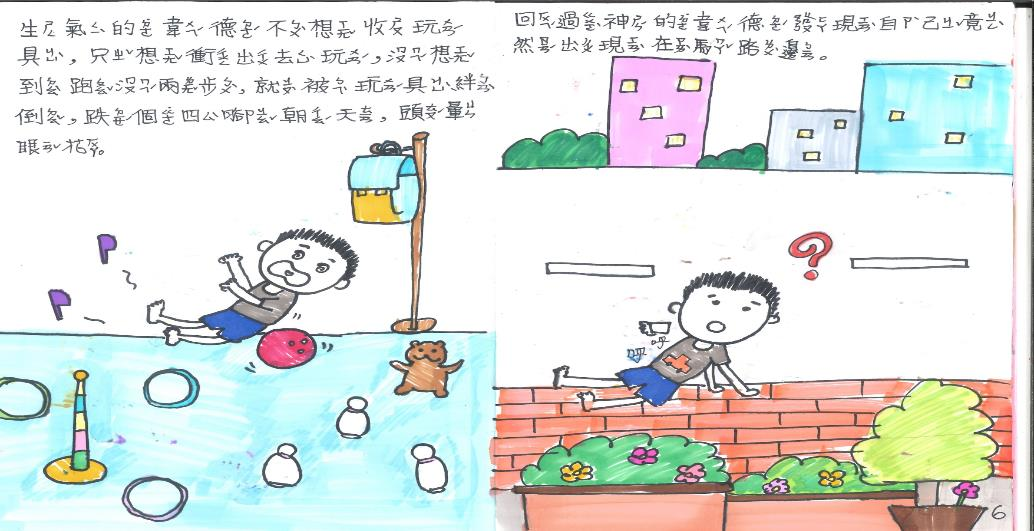 生氣的韋德不想收玩
具，只想衝出去玩，沒想
到跑沒兩步，就被玩具絆
倒，跌個四腳朝天，頭暈
眼花。
回過神的韋德發現自己竟
然出現在馬路邊。
呼
呼
6